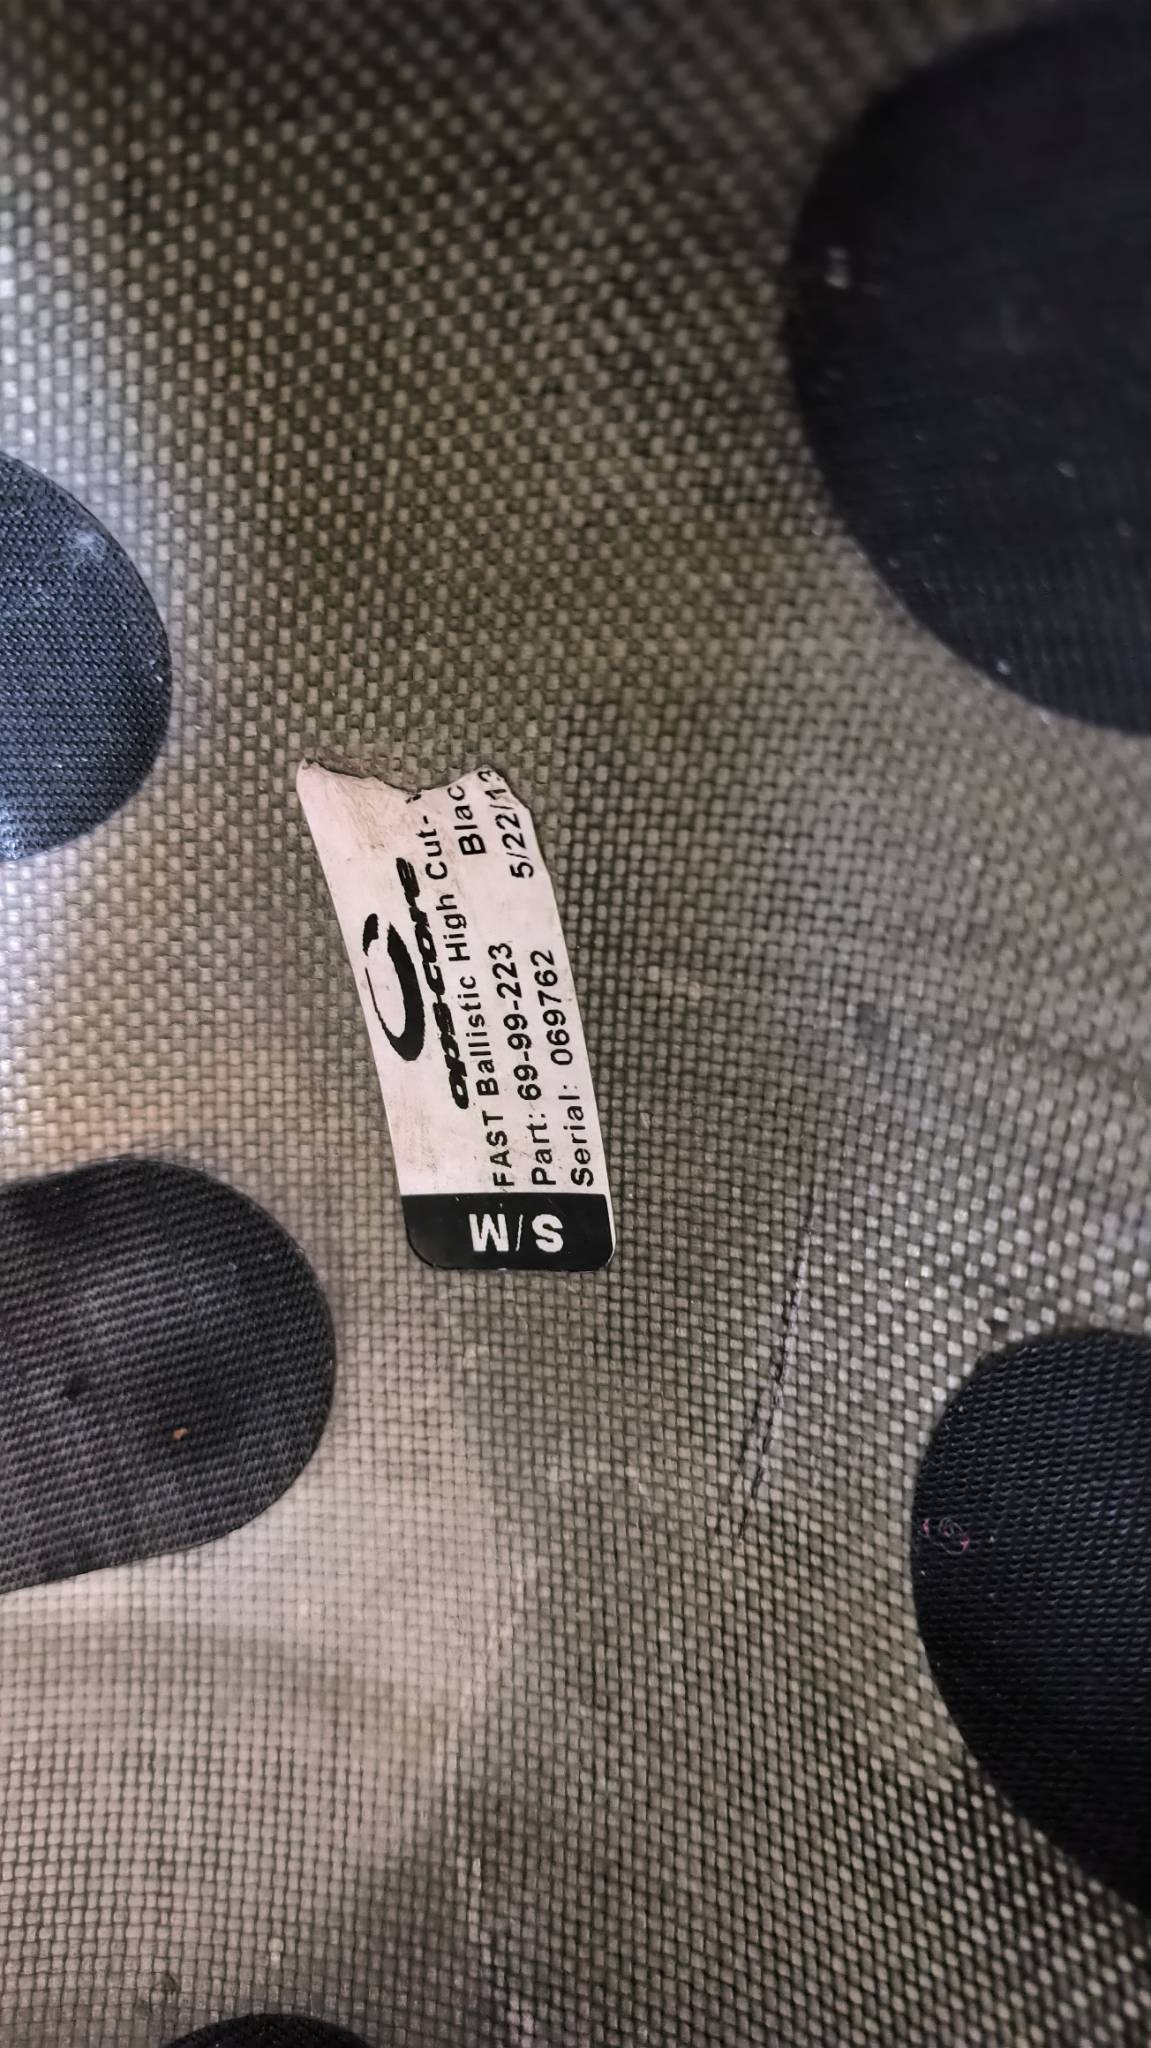 ops-core
FAST Ballistic High Cut-
Blac
Part: 69-99-223 5/22/13
Serial: 069762
S/M